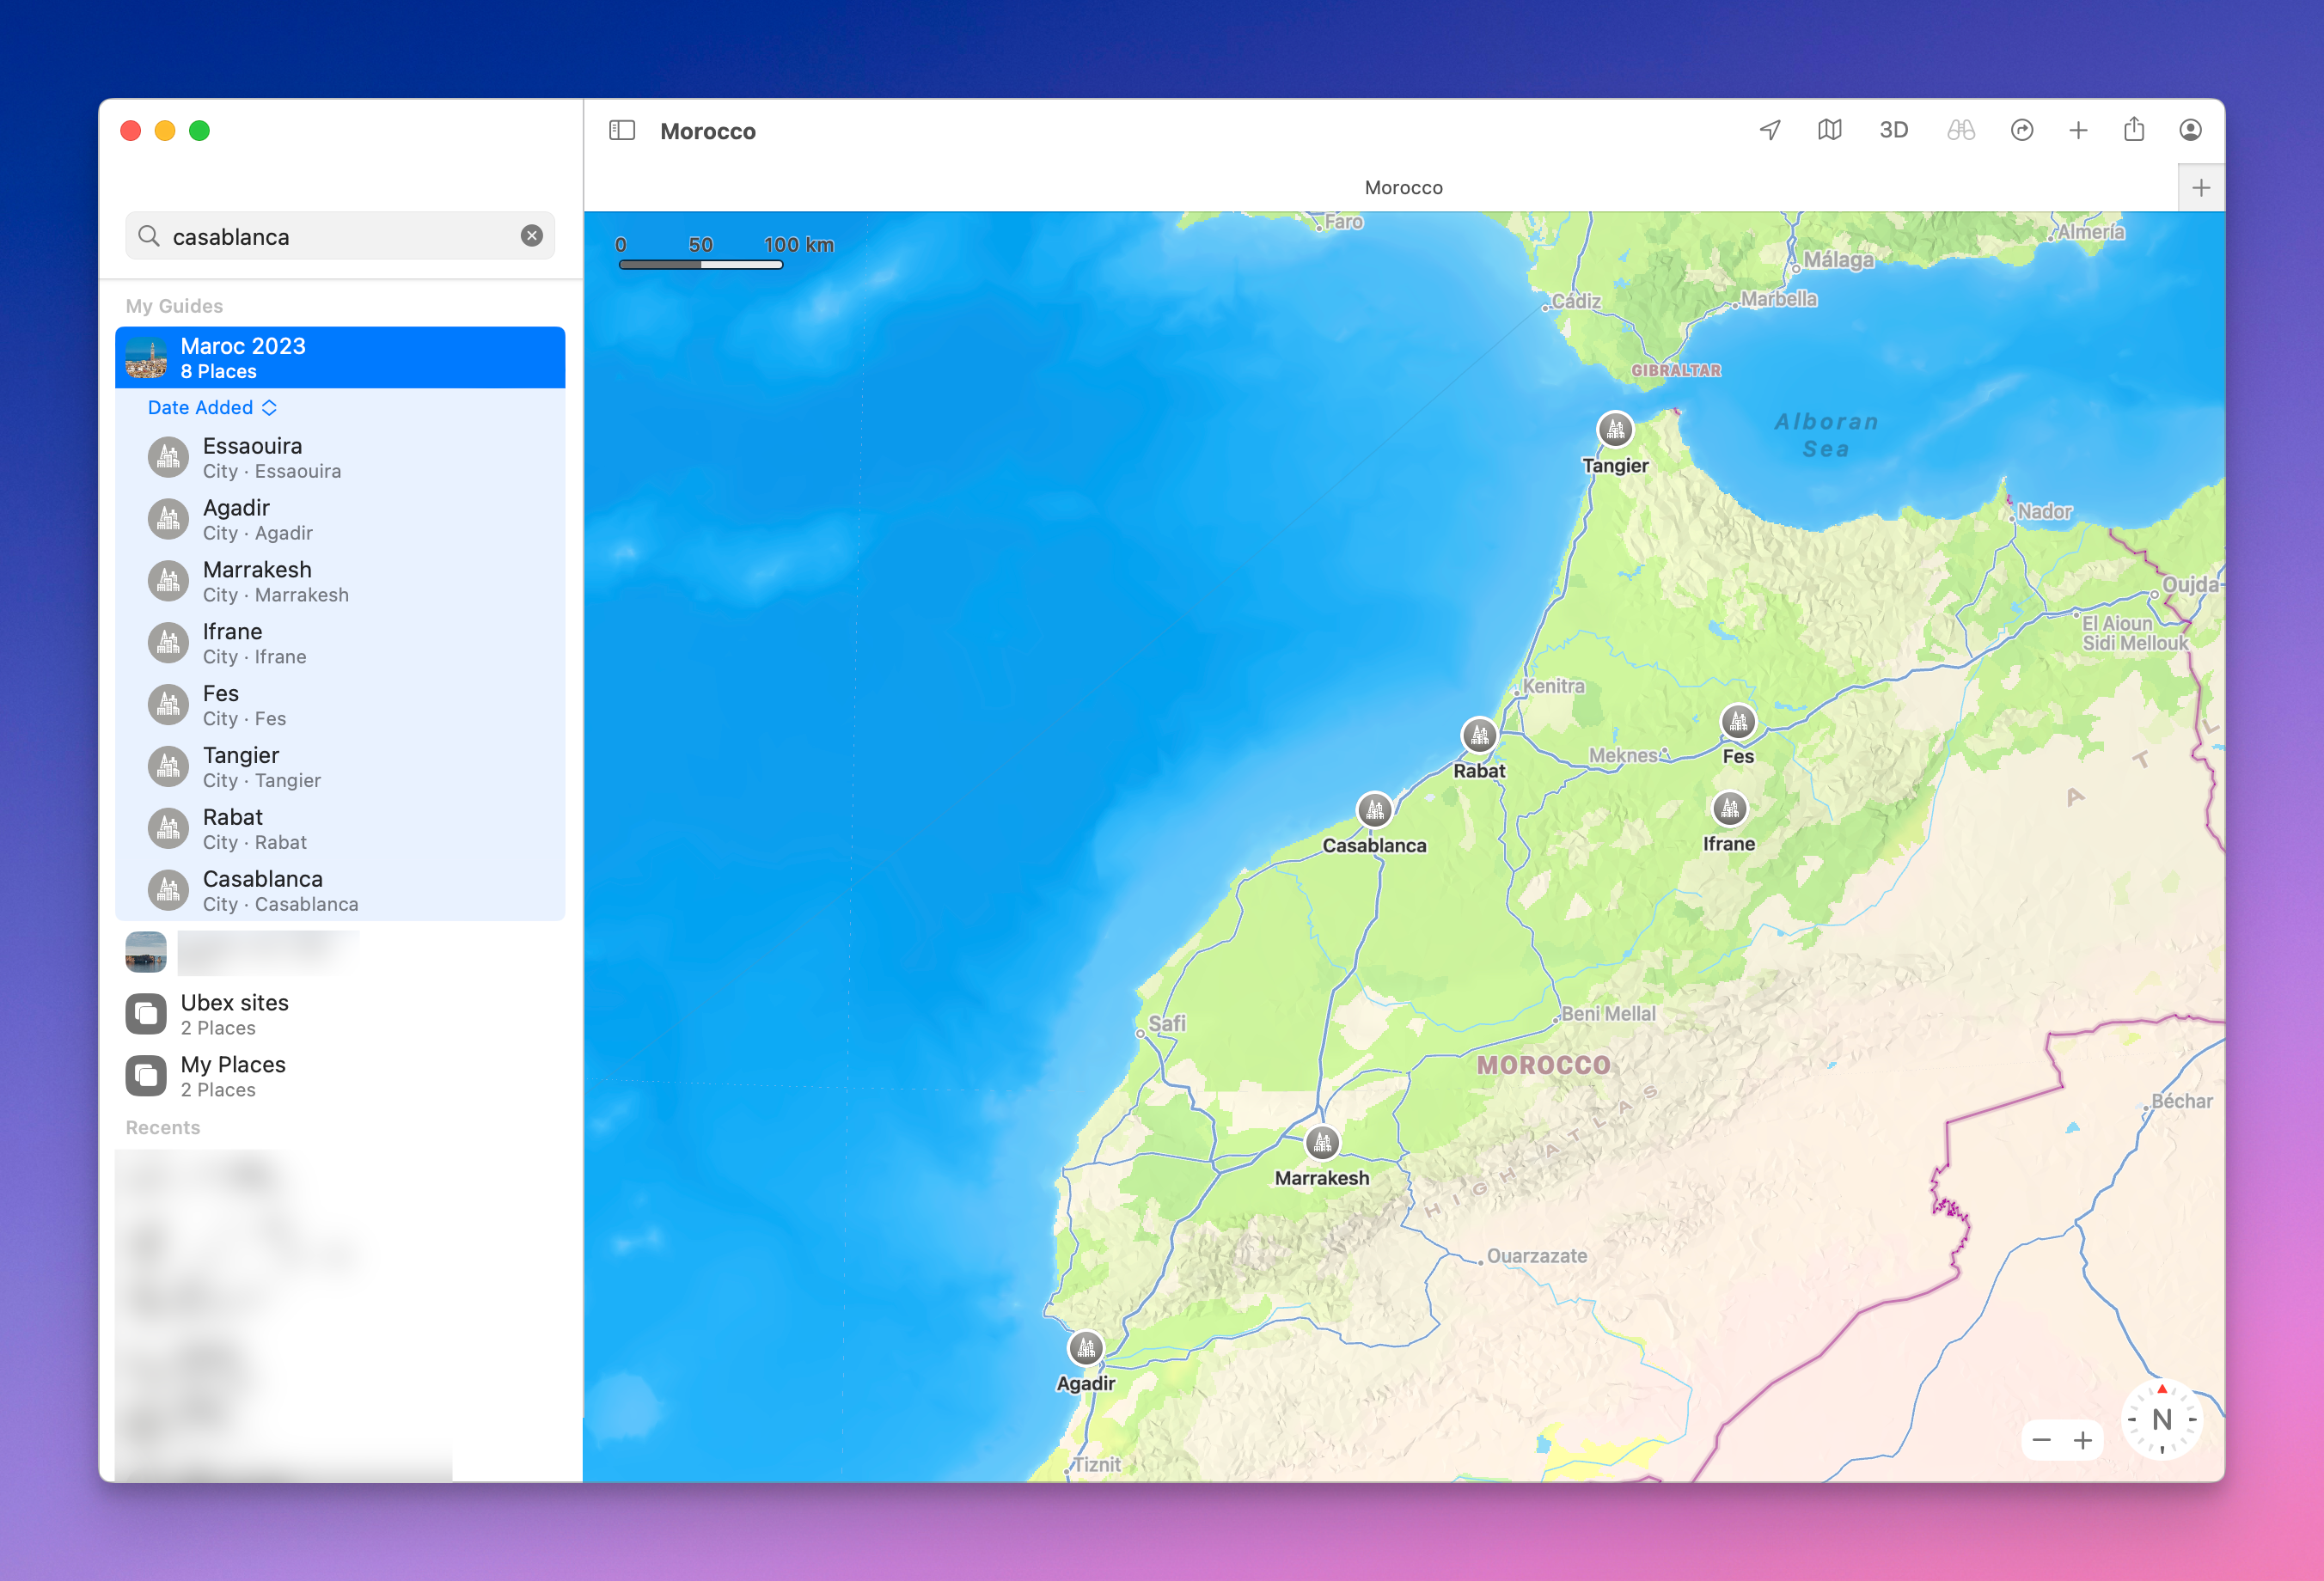 Morocco
3D
Morocco
casablanca
My Guides
Maroc 2023
8 Places
Date Added
Essaouira
City · Essaouira
Agadir
City · Agadir
Marrakesh
City · Marrakesh
Ifrane
City · Ifrane
Fes
City · Fes
Tangier
City · Tangier
Rabat
City · Rabat
Casablanca
City · Casablanca
Ubex sites
2 Places
My Places
2 Places
Recents
0 50 100 km
Faro
Almería
Málaga
Cádiz
Marbella
GIBRALTAR
Alboran
Sea
Tangier
Nador
Oujda-
El Aioun
Sidi Mellouk
Kenitra
Rabat
Meknes
Fes
A T L
Casablanca
Ifrane
Safi
Beni Mellal
MOROCCO
Béchar
HIGH ATLAS
Marrakesh
Ouarzazate
Agadir
Tiznit
N